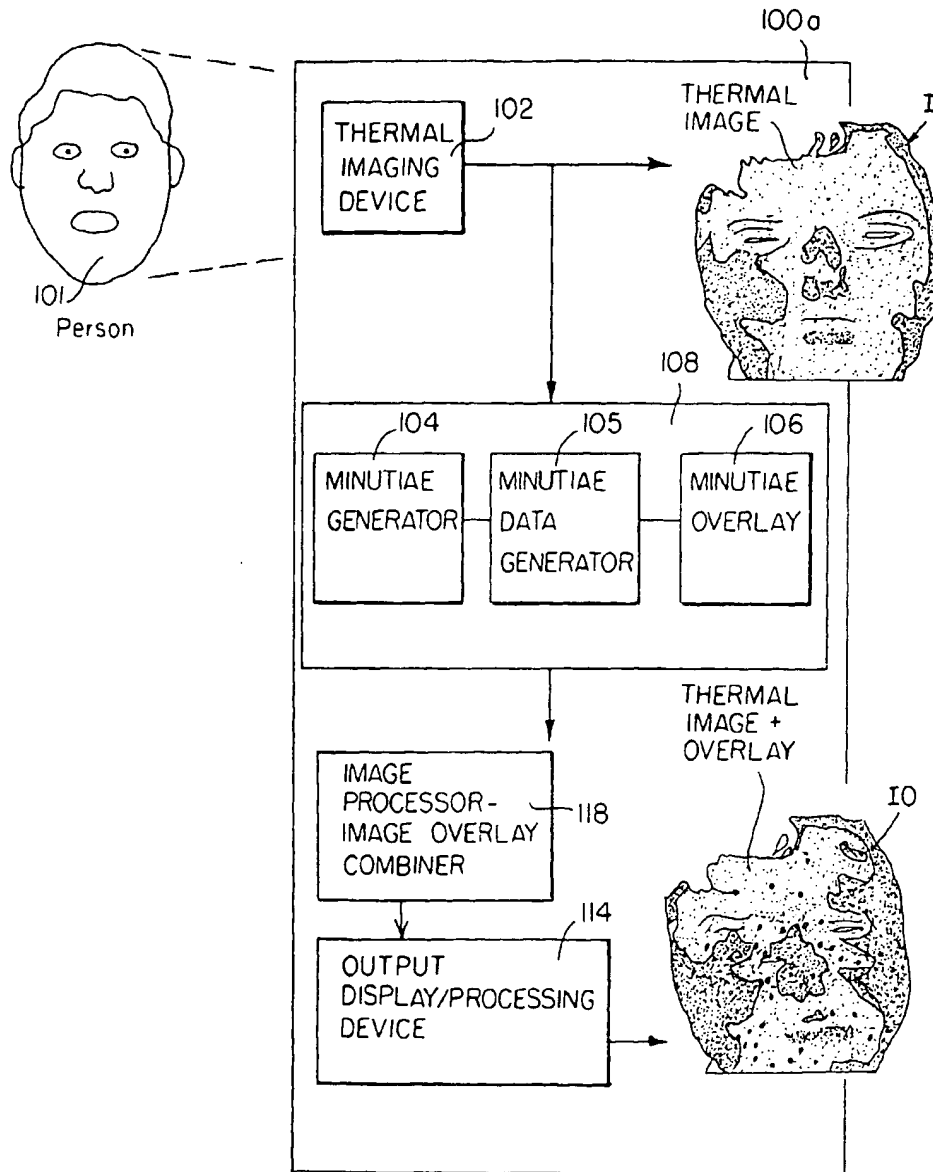 100a
THERMAL
IMAGE
I
102
THERMAL
IMAGING
DEVICE
101
Person
108
104
105
106
MINUTIAE
GENERATOR
MINUTIAE
DATA
GENERATOR
MINUTIAE
OVERLAY
THERMAL
IMAGE +
OVERLAY
IO
IMAGE
PROCESSOR-
IMAGE OVERLAY
COMBINER
118
114
OUTPUT
DISPLAY/PROCESSING
DEVICE